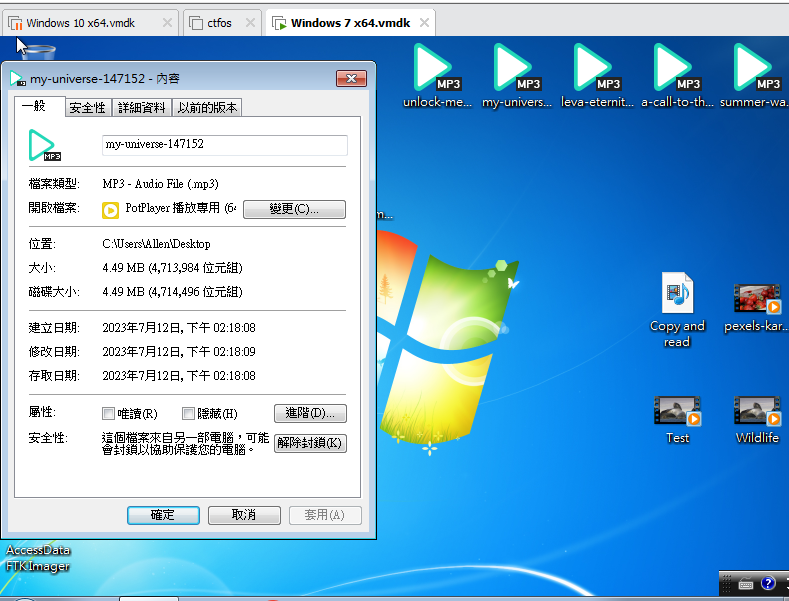 Windows 10 x64.vmdk
ctfos
Windows 7 x64.vmdk
my-universe-147152 - 內容
一般
安全性
詳細資料
以前的版本
MP3
my-universe-147152
檔案類型: MP3 - Audio File (.mp3)
開啟檔案: PotPlayer 播放專用 (64
變更(C)...
位置: C:\Users\Allen\Desktop
大小: 4.49 MB (4,713,984 位元組)
磁碟大小: 4.49 MB (4,714,496 位元組)
建立日期: 2023年7月12日, 下午 02:18:08
修改日期: 2023年7月12日, 下午 02:18:09
存取日期: 2023年7月12日, 下午 02:18:08
屬性: 唯讀(R) 隱藏(H) 進階(D)...
安全性: 這個檔案來自另一部電腦，可能
會封鎖以協助保護您的電腦。
解除封鎖(K)
確定
取消
套用(A)
MP3
MP3
MP3
MP3
MP3
unlock-me...
my-univers...
leva-eternit...
a-call-to-th...
summer-wa...
m...
Copy and
read
pexels-kar...
Test
Wildlife
AccessData
FTK Imager